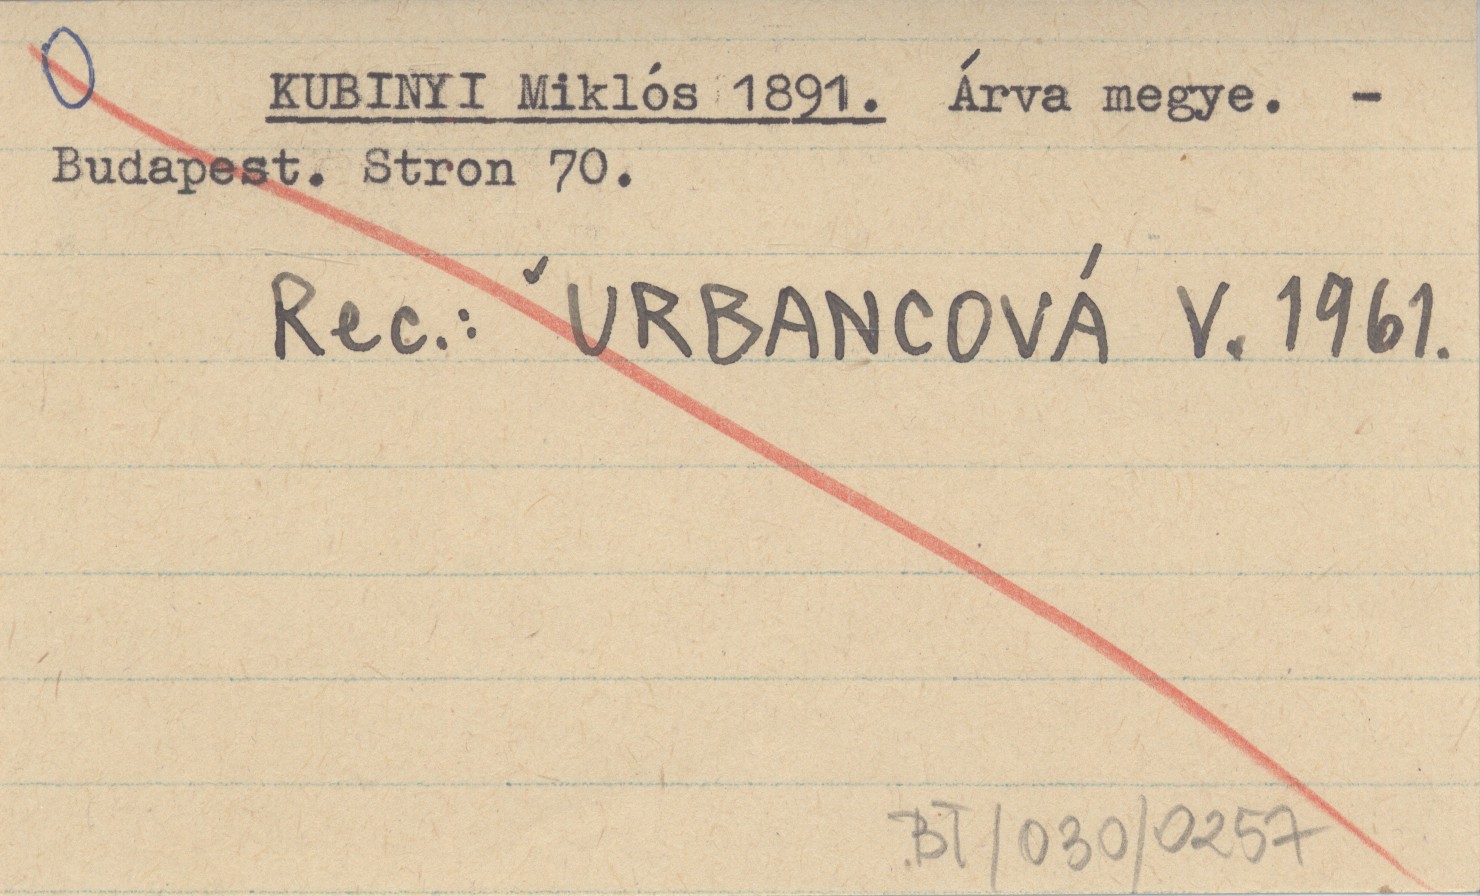 KUBINYI Miklós 1891. Árva megye. -
Budapest. Stron 70.
Rec.: URBANCOVÁ V. 1961.
BT/030/0257